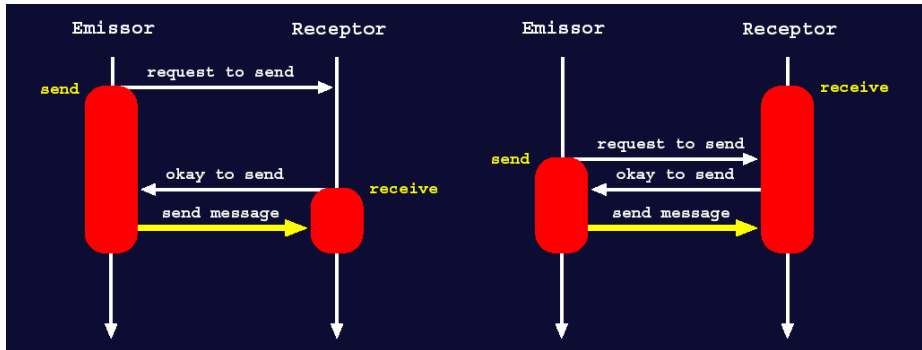 Emissor
Receptor
request to send
send
okay to send
receive
send message
Emissor
Receptor
receive
request to send
send
okay to send
send message